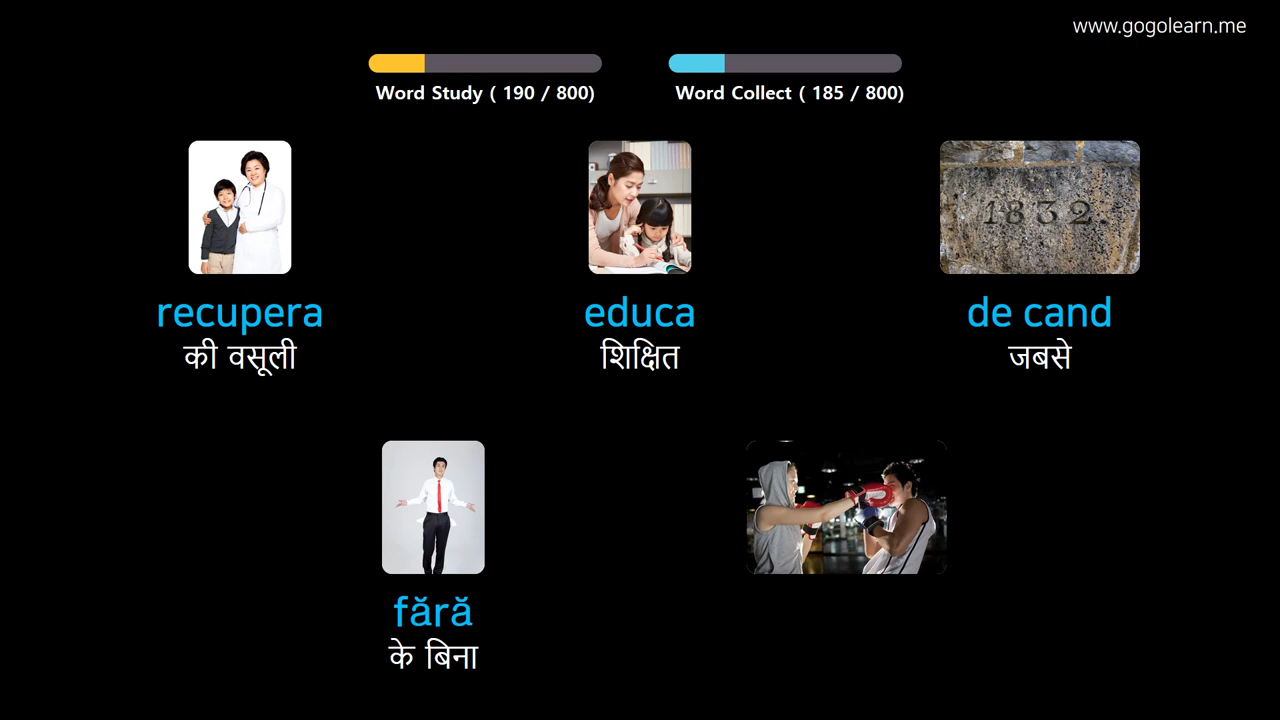 www.gogolearn.me
Word Study ( 190 / 800)
Word Collect ( 185 / 800)
1832.
recupera
की वसूली
educa
शिक्षित
de cand
जबसे
fără
के बिना